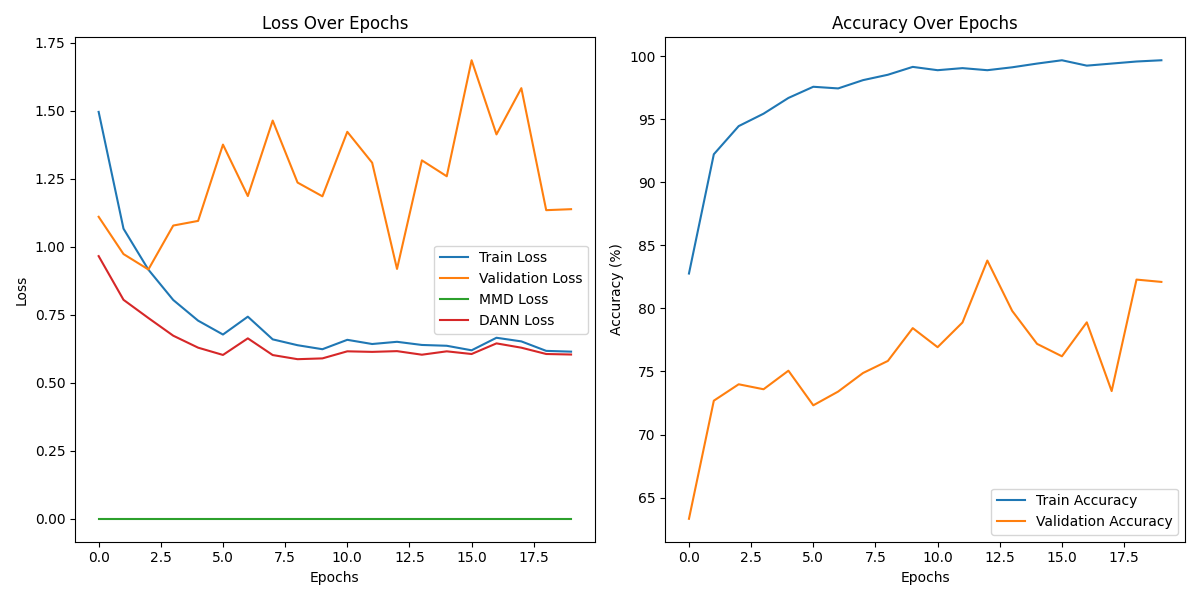 Loss Over Epochs
Loss
1.75
1.50
1.25
1.00
0.75
0.50
0.25
0.00
Train Loss
Validation Loss
MMD Loss
DANN Loss
0.0 2.5 5.0 7.5 10.0 12.5 15.0 17.5
Epochs
Accuracy Over Epochs
Accuracy (%)
100
95
90
85
80
75
70
65
Train Accuracy
Validation Accuracy
0.0 2.5 5.0 7.5 10.0 12.5 15.0 17.5
Epochs